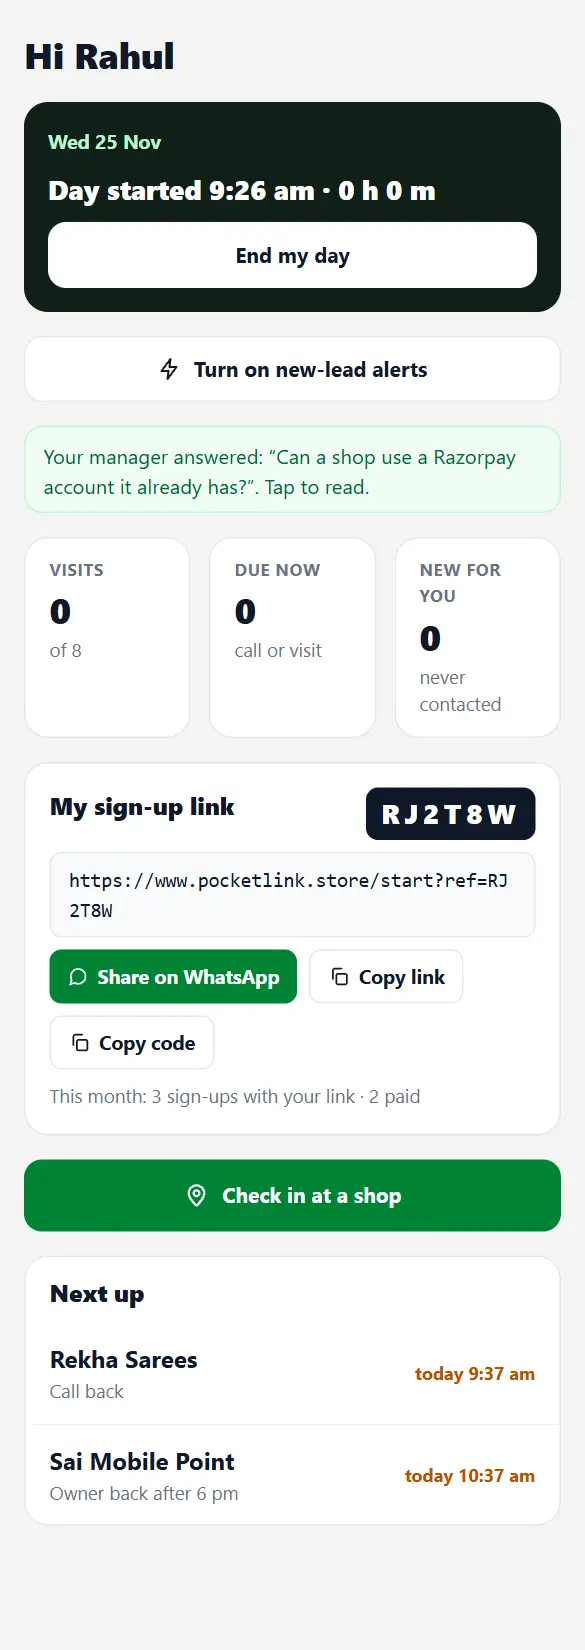 Hi Rahul
Wed 25 Nov
Day started 9:26 am · 0 h 0 m
End my day
Turn on new-lead alerts
Your manager answered: “Can a shop use a Razorpay
account it already has?”. Tap to read.
VISITS
0
of 8
DUE NOW
0
call or visit
NEW FOR
YOU
0
never
contacted
My sign-up link
RJ2T8W
https://www.pocketlink.store/start?ref=RJ
2T8W
Share on WhatsApp
Copy link
Copy code
This month: 3 sign-ups with your link · 2 paid
Check in at a shop
Next up
Rekha Sarees
Call back
today 9:37 am
Sai Mobile Point
Owner back after 6 pm
today 10:37 am